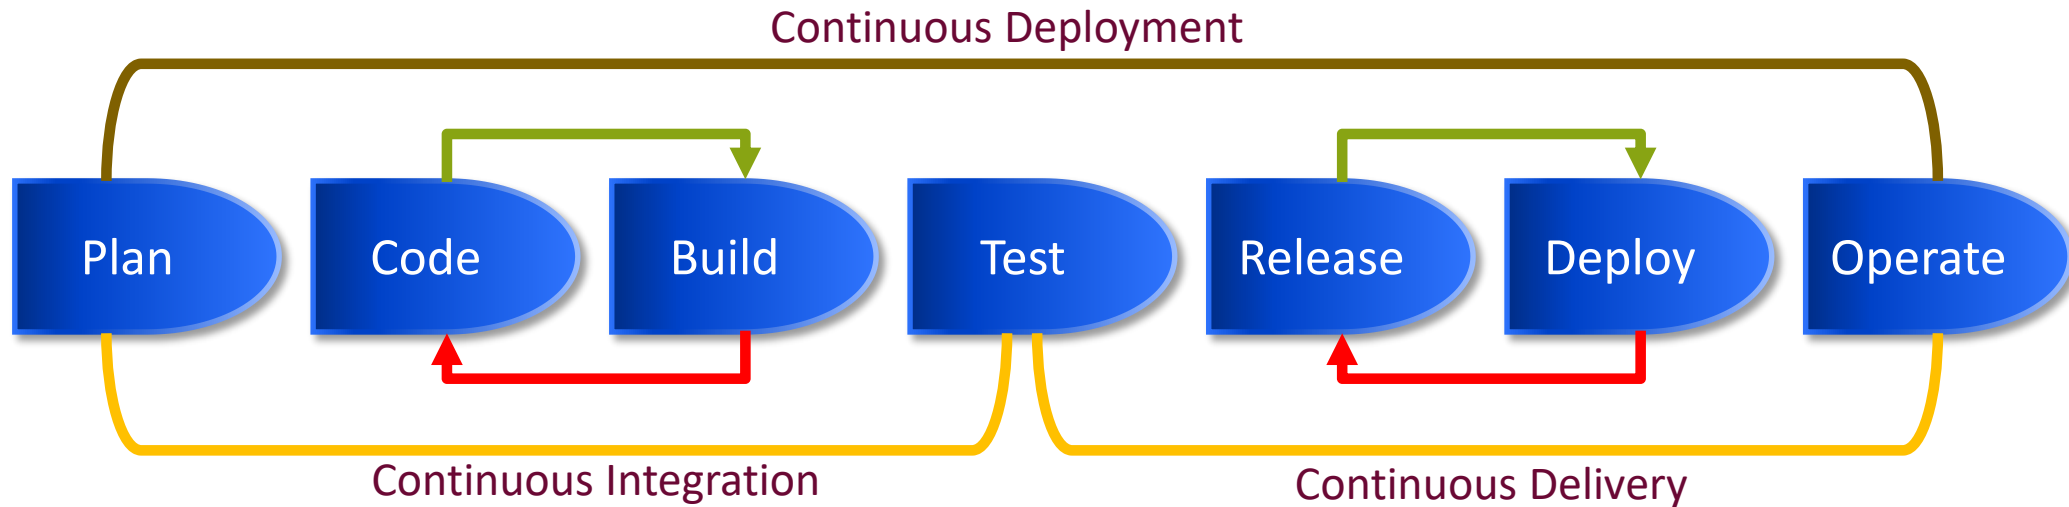 Continuous Deployment
Plan
Code
Build
Test
Release
Deploy
Operate
Continuous Integration
Continuous Delivery